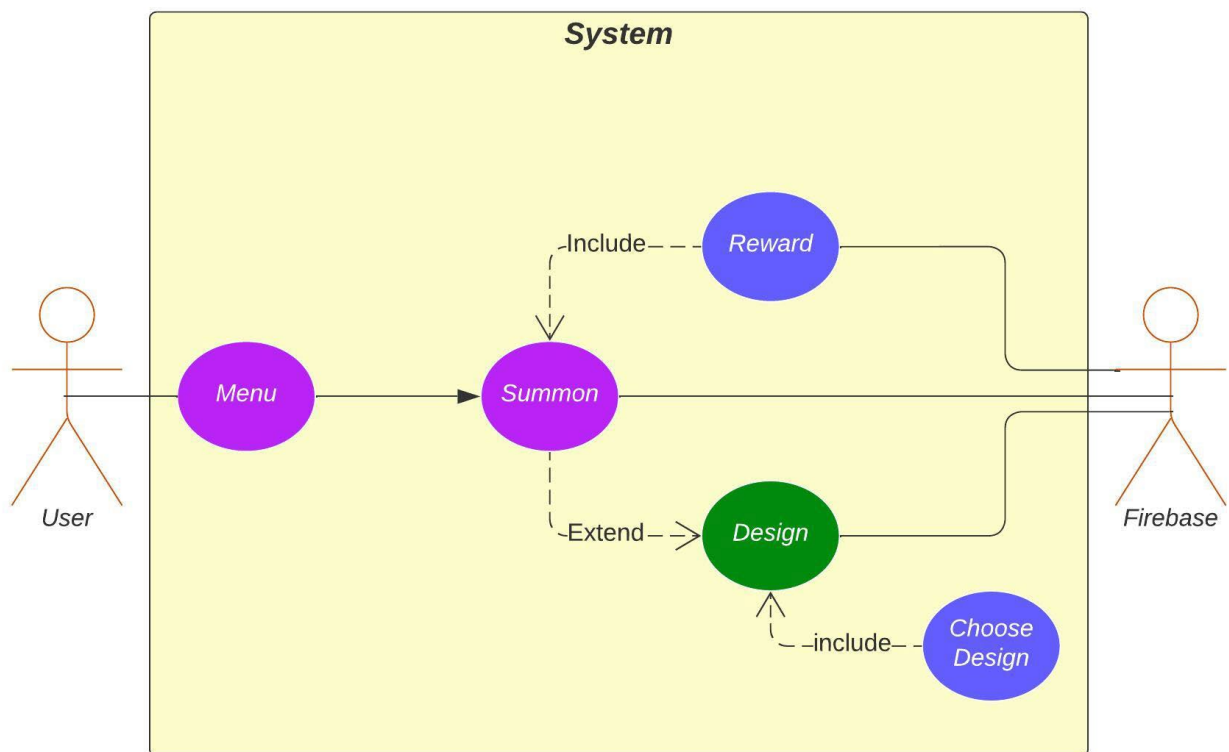 System
Include
Reward
Menu
Summon
User
Firebase
Extend
Design
include
Choose
Design